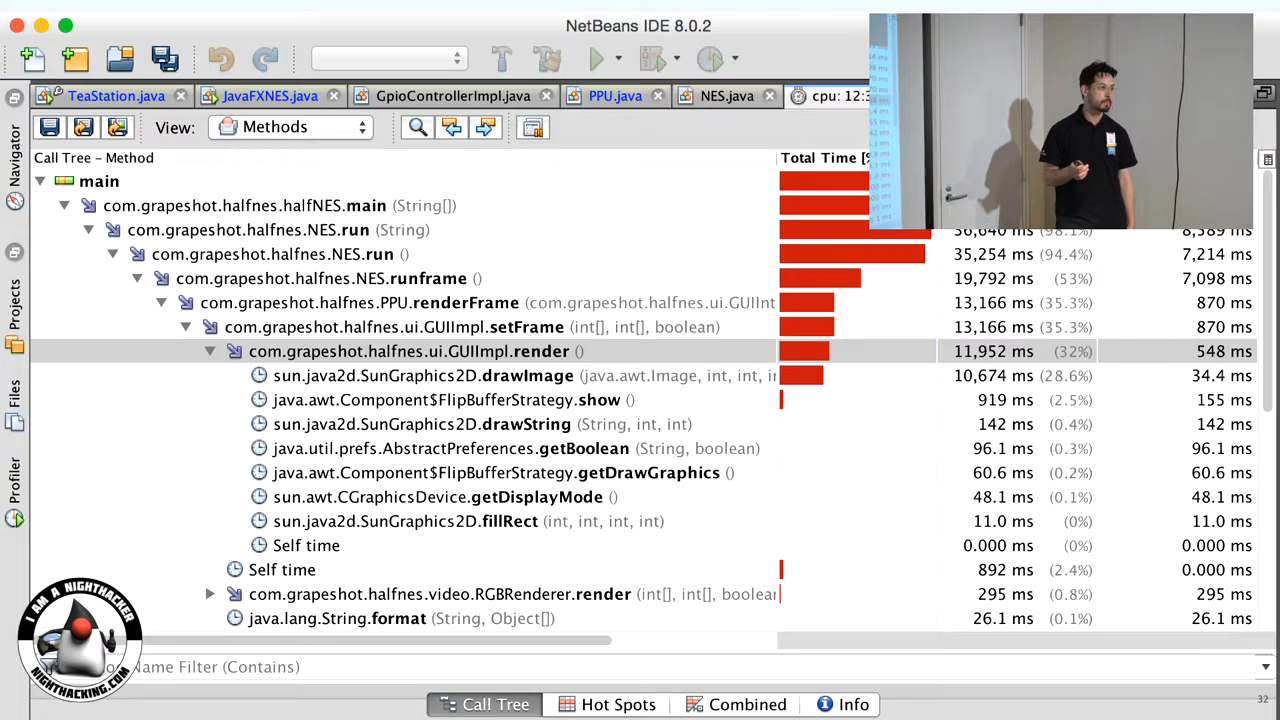 NetBeans IDE 8.0.2
TeaStation.java JavaFXNES.java GpioControllerImpl.java PPU.java NES.java cpu: 12:3
View: Methods
Call Tree – Method Total Time [
main
com.grapeshot.halfnes.halfNES.main (String[])
com.grapeshot.halfnes.NES.run (String) 36,640 ms (98.1%) 8,589 ms
com.grapeshot.halfnes.NES.run () 35,254 ms (94.4%) 7,214 ms
com.grapeshot.halfnes.NES.runframe () 19,792 ms (53%) 7,098 ms
com.grapeshot.halfnes.PPU.renderFrame (com.grapeshot.halfnes.ui.GUIInt 13,166 ms (35.3%) 870 ms
com.grapeshot.halfnes.ui.GUIImpl.setFrame (int[], int[], boolean) 13,166 ms (35.3%) 870 ms
com.grapeshot.halfnes.ui.GUIImpl.render () 11,952 ms (32%) 548 ms
sun.java2d.SunGraphics2D.drawImage (java.awt.Image, int, int, i 10,674 ms (28.6%) 34.4 ms
java.awt.Component$FlipBufferStrategy.show () 919 ms (2.5%) 155 ms
sun.java2d.SunGraphics2D.drawString (String, int, int) 142 ms (0.4%) 142 ms
java.util.prefs.AbstractPreferences.getBoolean (String, boolean) 96.1 ms (0.3%) 96.1 ms
java.awt.Component$FlipBufferStrategy.getDrawGraphics () 60.6 ms (0.2%) 60.6 ms
sun.awt.CGraphicsDevice.getDisplayMode () 48.1 ms (0.1%) 48.1 ms
sun.java2d.SunGraphics2D.fillRect (int, int, int, int) 11.0 ms (0%) 11.0 ms
Self time 0.000 ms (0%) 0.000 ms
Self time 892 ms (2.4%) 0.000 ms
com.grapeshot.halfnes.video.RGBRenderer.render (int[], int[], boolear 295 ms (0.8%) 295 ms
java.lang.String.format (String, Object[]) 26.1 ms (0.1%) 26.1 ms
Name Filter (Contains)
Call Tree Hot Spots Combined Info
32
Navigator
Projects
Files
Profiler
I AM A NIGHTHACKER
NIGHTHACKING.COM